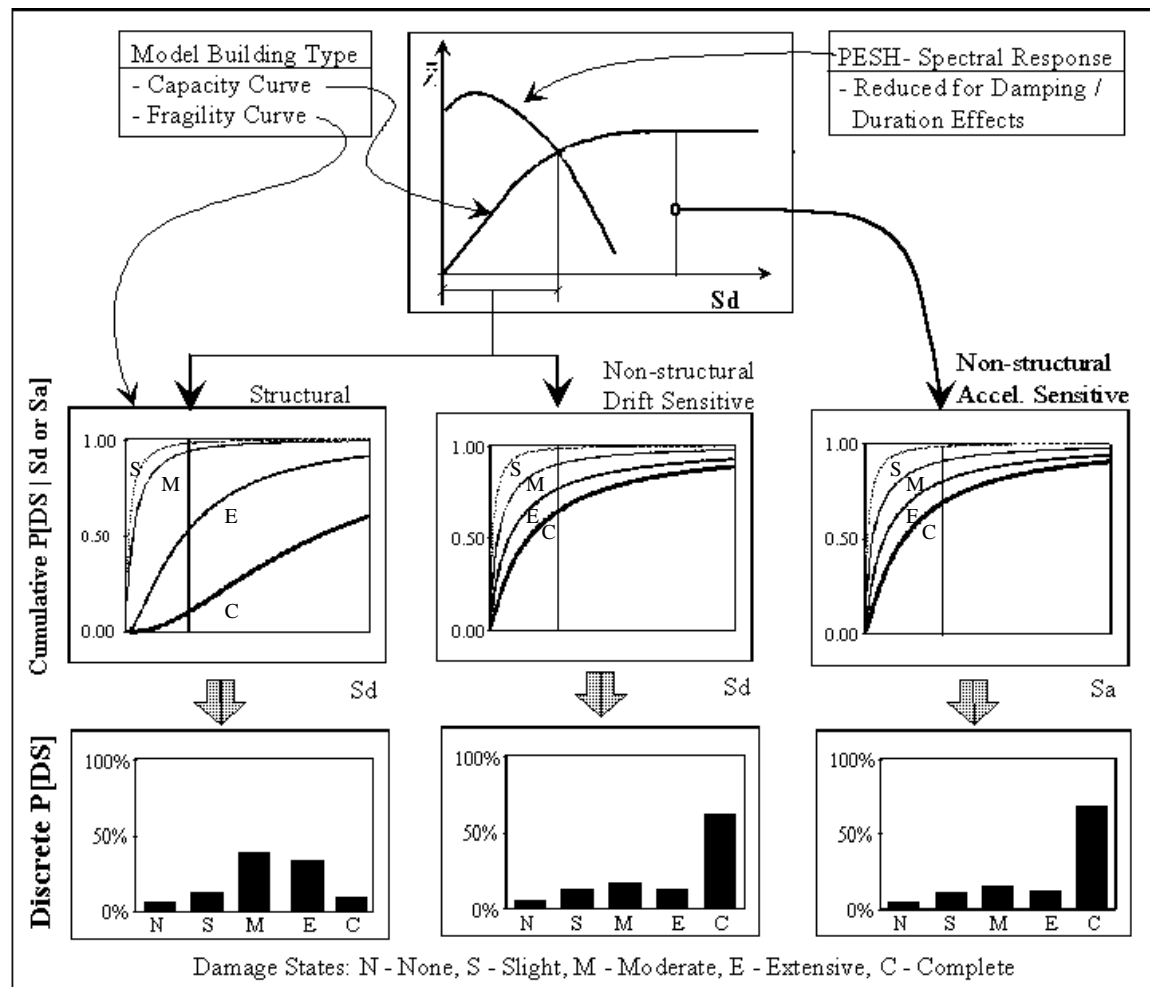 Model Building Type
- Capacity Curve
- Fragility Curve
PESH- Spectral Response
- Reduced for Damping /
Duration Effects
Sd
Structural
Non-structural
Drift Sensitive
Non-structural
Accel. Sensitive
Cumulative P[DS | Sd or Sa]
1.00
0.50
0.00
S
M
E
C
Sd
1.00
0.50
0.00
S
M
E
C
Sd
1.00
0.50
0.00
S
M
E
C
Sa
Discrete P[DS]
100%
50%
0%
N S M E C
100%
50%
0%
N S M E C
100%
50%
0%
N S M E C
Damage States: N - None, S - Slight, M - Moderate, E - Extensive, C - Complete